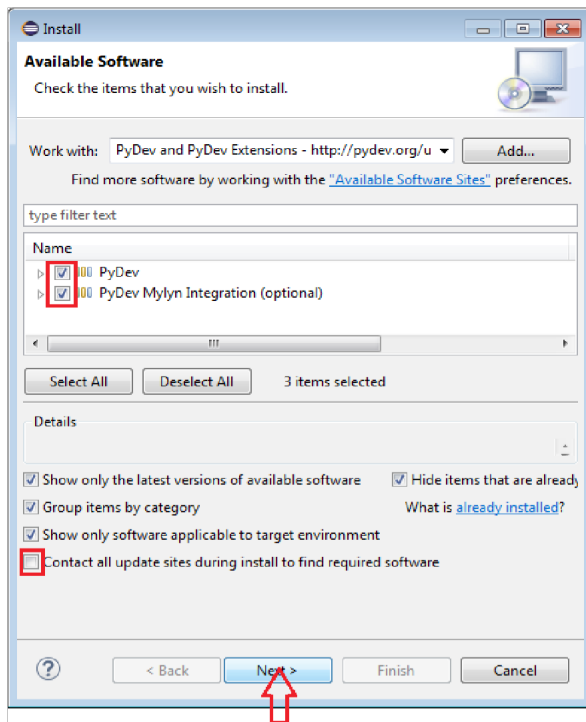 Install
Available Software
Check the items that you wish to install.
Work with: PyDev and PyDev Extensions - http://pydev.org/u Add...
Find more software by working with the "Available Software Sites" preferences.
type filter text
Name
PyDev
PyDev Mylyn Integration (optional)
Select All Deselect All 3 items selected
Details
Show only the latest versions of available software Hide items that are already
Group items by category What is already installed?
Show only software applicable to target environment
Contact all update sites during install to find required software
? < Back Next > Finish Cancel